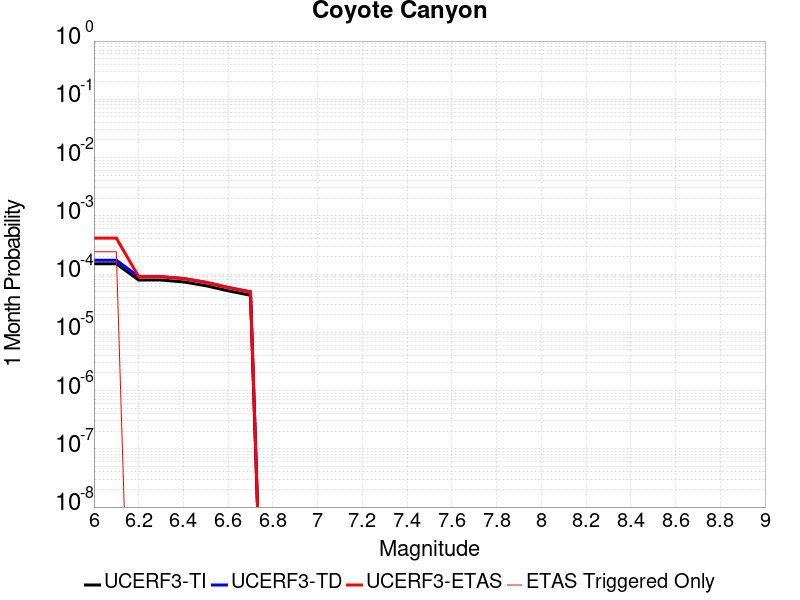 Coyote Canyon
10^0
10^-1
10^-2
10^-3
10^-4
10^-5
10^-6
10^-7
10^-8
1 Month Probability
6 6.2 6.4 6.6 6.8 7 7.2 7.4 7.6 7.8 8 8.2 8.4 8.6 8.8 9
Magnitude
UCERF3-TI UCERF3-TD UCERF3-ETAS ETAS Triggered Only